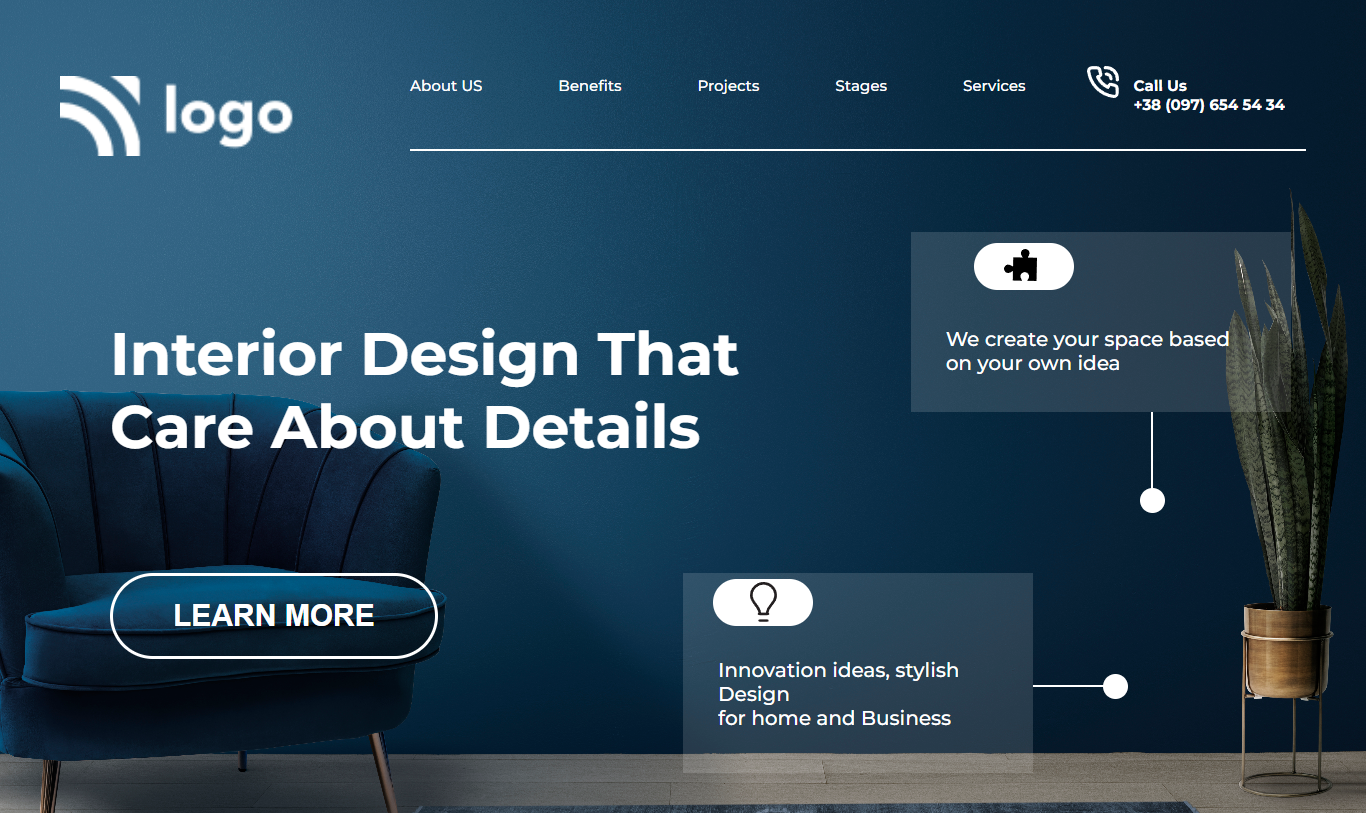 logo
About US
Benefits
Projects
Stages
Services
Call Us
+38 (097) 654 54 34
We create your space based
on your own idea
Interior Design That
Care About Details
LEARN MORE
Innovation ideas, stylish
Design
for home and Business